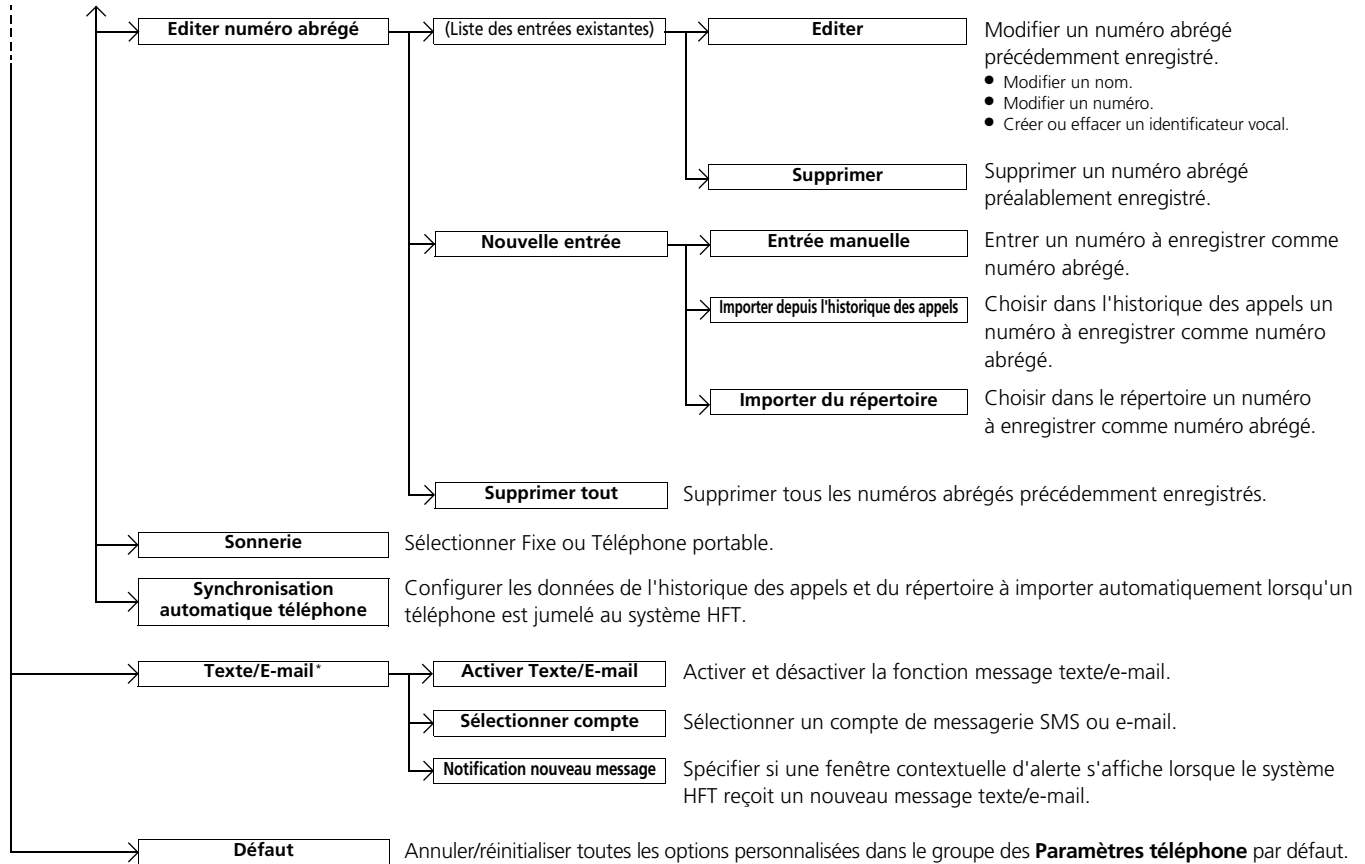 Editer numéro abrégé
(Liste des entrées existantes)
Editer
Modifier un numéro abrégé
précédemment enregistré.
● Modifier un nom.
● Modifier un numéro.
● Créer ou effacer un identificateur vocal.
Supprimer
Supprimer un numéro abrégé
préalablement enregistré.
Nouvelle entrée
Entrée manuelle
Entrer un numéro à enregistrer comme
numéro abrégé.
Importer depuis l'historique des appels
Choisir dans l'historique des appels un
numéro à enregistrer comme numéro
abrégé.
Importer du répertoire
Choisir dans le répertoire un numéro
à enregistrer comme numéro abrégé.
Supprimer tout
Supprimer tous les numéros abrégés précédemment enregistrés.
Sonnerie
Sélectionner Fixe ou Téléphone portable.
Synchronisation
automatique téléphone
Configurer les données de l'historique des appels et du répertoire à importer automatiquement lorsqu'un
téléphone est jumelé au système HFT.
Texte/E-mail*
Activer Texte/E-mail
Activer et désactiver la fonction message texte/e-mail.
Sélectionner compte
Sélectionner un compte de messagerie SMS ou e-mail.
Notification nouveau message
Spécifier si une fenêtre contextuelle d'alerte s'affiche lorsque le système
HFT reçoit un nouveau message texte/e-mail.
Défaut
Annuler/réinitialiser toutes les options personnalisées dans le groupe des Paramètres téléphone par défaut.